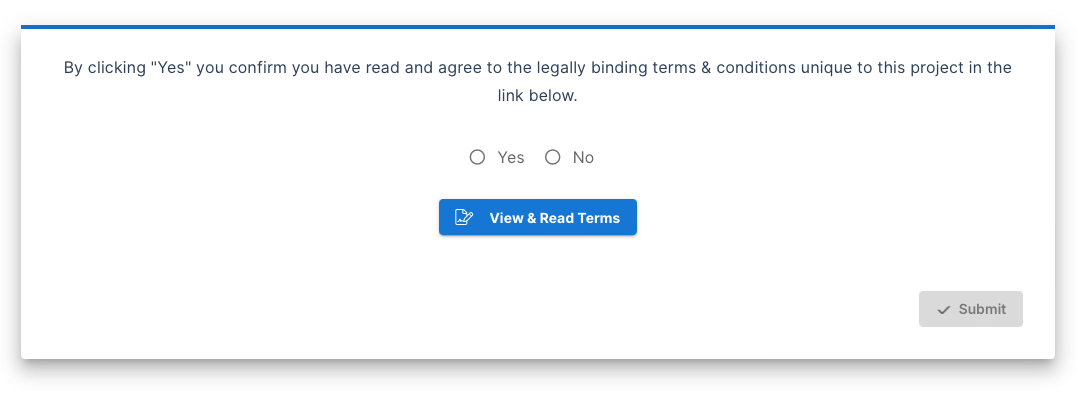 By clicking "Yes" you confirm you have read and agree to the legally binding terms & conditions unique to this project in the
link below.
Yes No
View & Read Terms
Submit